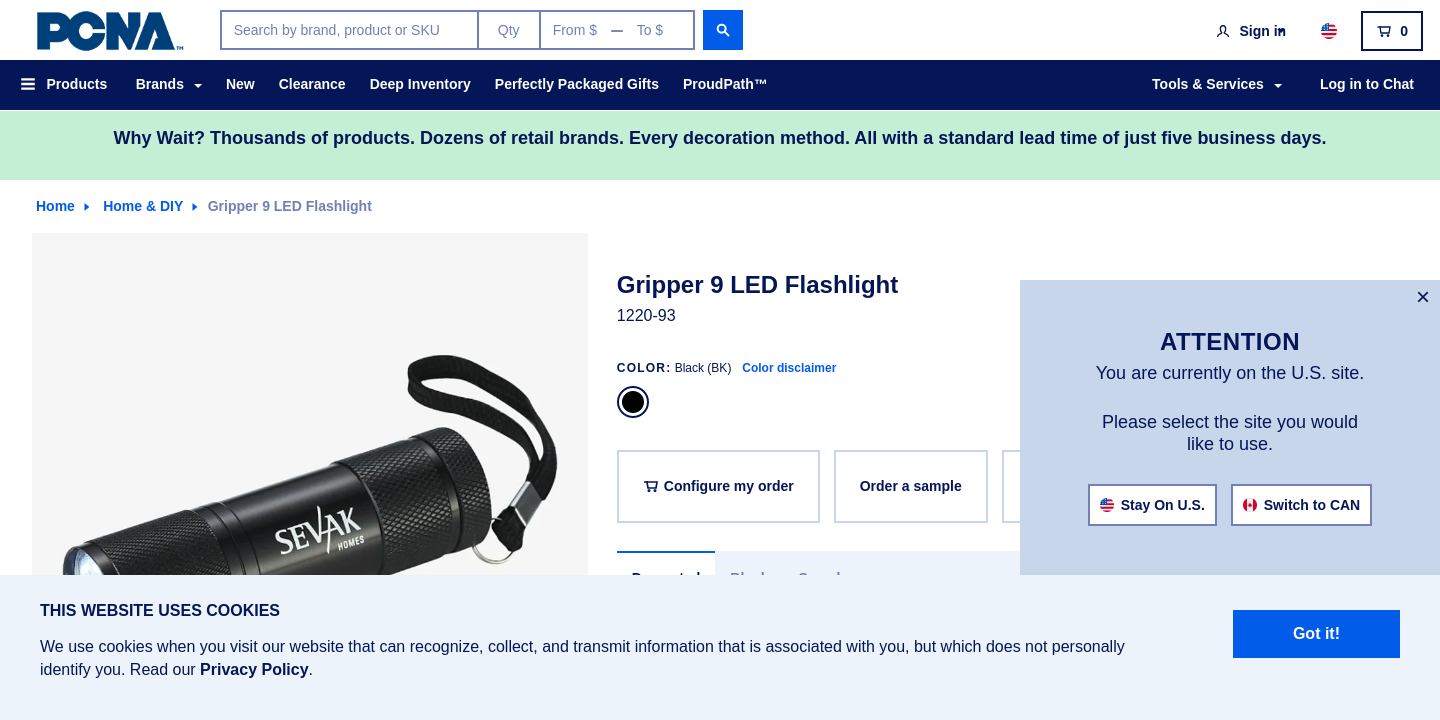 PCNA™
Search by brand, product or SKU
Qty
From $ — To $
Sign in
0
Products
Brands
New
Clearance
Deep Inventory
Perfectly Packaged Gifts
ProudPath™
Tools & Services
Log in to Chat
Why Wait? Thousands of products. Dozens of retail brands. Every decoration method. All with a standard lead time of just five business days.
Home
Home & DIY
Gripper 9 LED Flashlight
SEVAK
HOMES
Gripper 9 LED Flashlight
1220-93
COLOR: Black (BK) Color disclaimer
Configure my order
Order a sample
×
ATTENTION
You are currently on the U.S. site.
Please select the site you would
like to use.
Stay On U.S.
Switch to CAN
THIS WEBSITE USES COOKIES
We use cookies when you visit our website that can recognize, collect, and transmit information that is associated with you, but which does not personally
identify you. Read our Privacy Policy.
Got it!